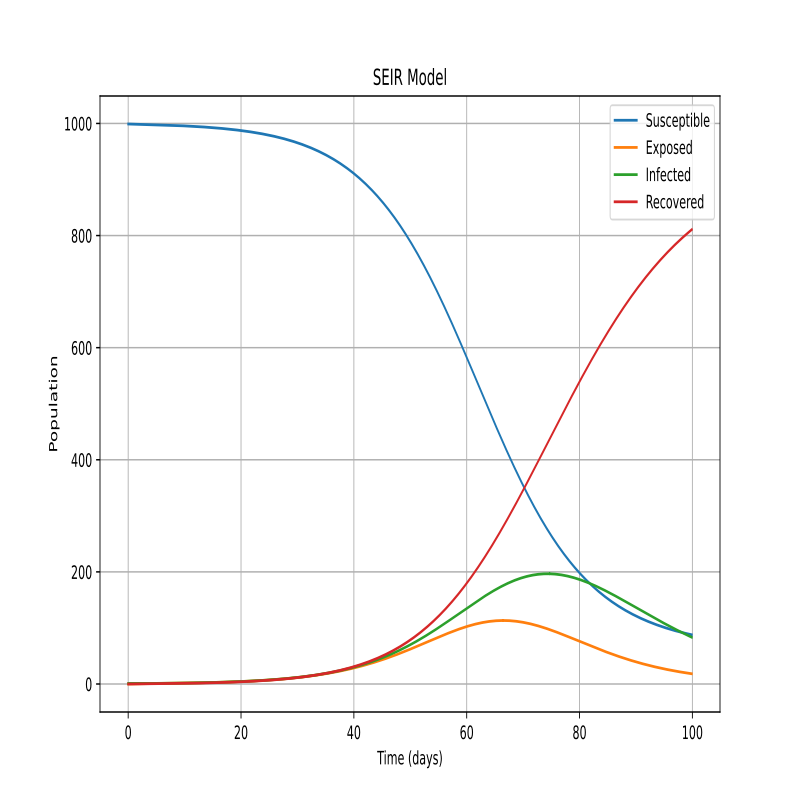 SEIR Model
Susceptible
Exposed
Infected
Recovered
1000
800
600
400
200
0
Population
0 20 40 60 80 100
Time (days)